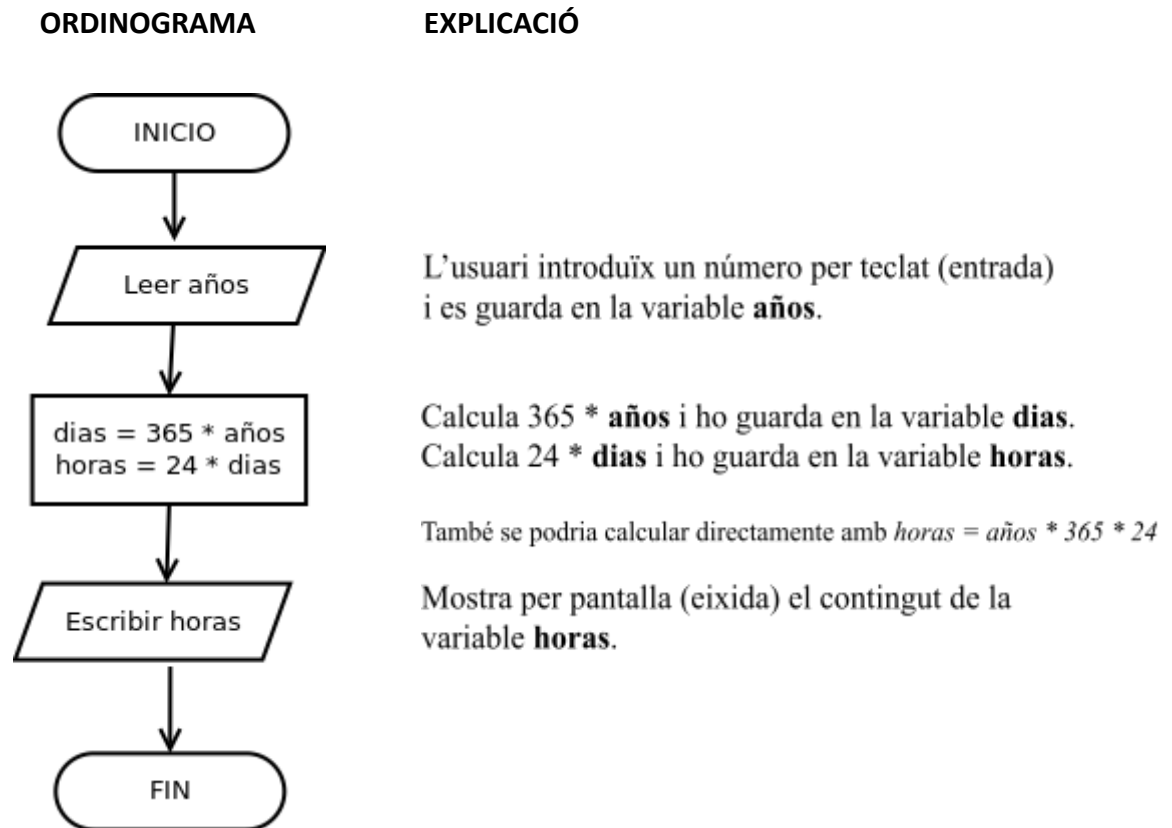 ORDINOGRAMA
EXPLICACIÓ
INICIO
Leer años
L’usuari introduïx un número per teclat (entrada)
i es guarda en la variable años.
dias = 365 * años
horas = 24 * dias
Calcula 365 * años i ho guarda en la variable dias.
Calcula 24 * dias i ho guarda en la variable horas.
També se podria calcular directament amb horas = años * 365 * 24
Escribir horas
Mostra per pantalla (eixida) el contingut de la
variable horas.
FIN